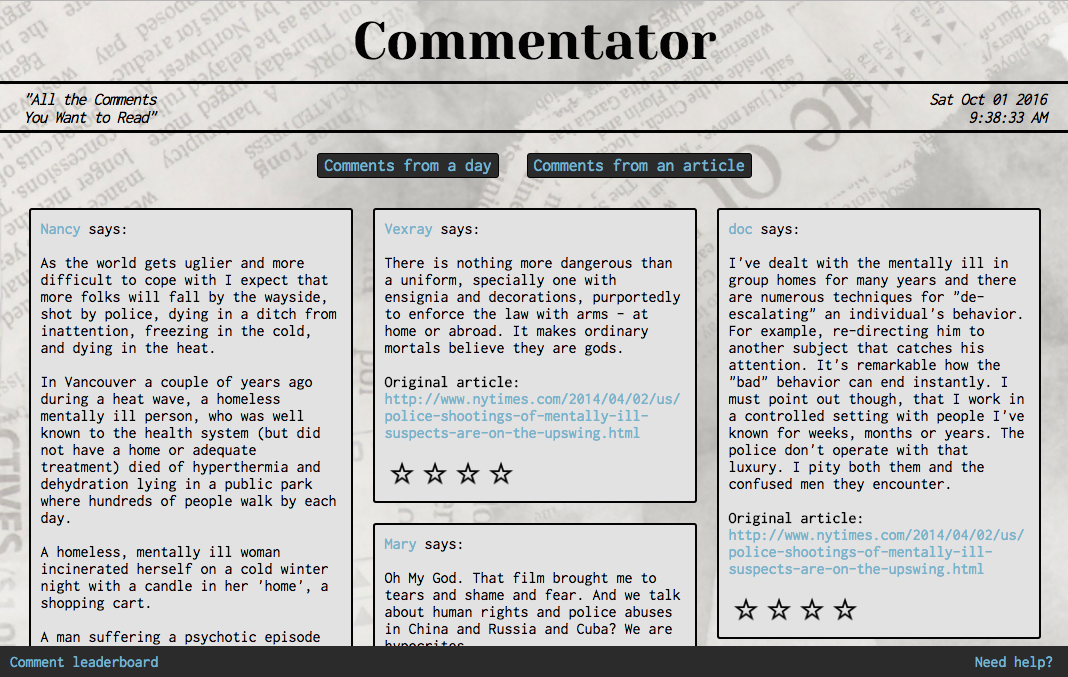 Commentator
"All the Comments
You Want to Read"
Sat Oct 01 2016
9:38:33 AM
Comments from a day
Comments from an article
Nancy says:
As the world gets uglier and more
difficult to cope with I expect that
more folks will fall by the wayside,
shot by police, dying in a ditch from
inattention, freezing in the cold,
and dying in the heat.
In Vancouver a couple of years ago
during a heat wave, a homeless
mentally ill person, who was well
known to the health system (but did
not have a home or adequate
treatment) died of hyperthermia and
dehydration lying in a public park
where hundreds of people walk by each
day.
A homeless, mentally ill woman
incinerated herself on a cold winter
night with a candle in her 'home', a
shopping cart.
A man suffering a psychotic episode
Vexray says:
There is nothing more dangerous than
a uniform, specially one with
ensignia and decorations, purportedly
to enforce the law with arms - at
home or abroad. It makes ordinary
mortals believe they are gods.
Original article:
http://www.nytimes.com/2014/04/02/us/
police-shootings-of-mentally-ill-
suspects-are-on-the-upswing.html
Mary says:
Oh My God. That film brought me to
tears and shame and fear. And we talk
about human rights and police abuses
in China and Russia and Cuba? We are
hypocrites
doc says:
I've dealt with the mentally ill in
group homes for many years and there
are numerous techniques for "de-
escalating" an individual's behavior.
For example, re-directing him to
another subject that catches his
attention. It's remarkable how the
"bad" behavior can end instantly. I
must point out though, that I work in
a controlled setting with people I've
known for weeks, months or years. The
police don't operate with that
luxury. I pity both them and the
confused men they encounter.
Original article:
http://www.nytimes.com/2014/04/02/us/
police-shootings-of-mentally-ill-
suspects-are-on-the-upswing.html
Comment leaderboard
Need help?